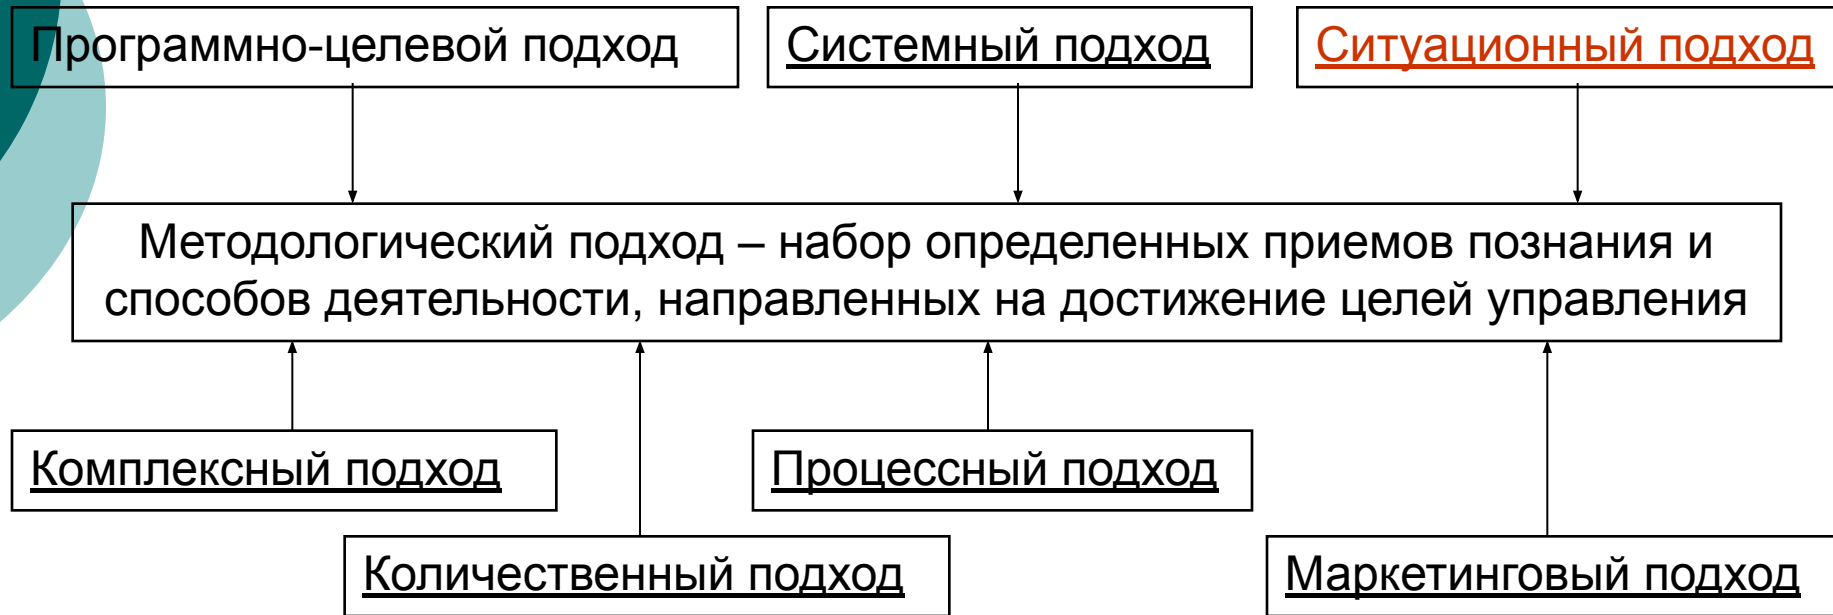 Программно-целевой подход
Системный подход
Ситуационный подход
Методологический подход – набор определенных приемов познания и
способов деятельности, направленных на достижение целей управления
Комплексный подход
Процессный подход
Количественный подход
Маркетинговый подход